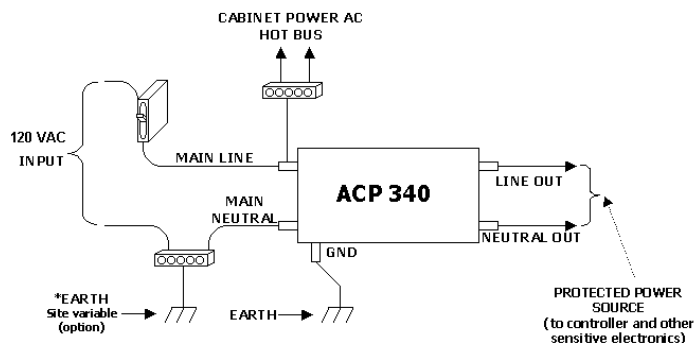 CABINET POWER AC
HOT BUS
120 VAC
INPUT
MAIN LINE
ACP 340
LINE OUT
MAIN
NEUTRAL
NEUTRAL OUT
GND
*EARTH
Site variable
(option)
EARTH
PROTECTED POWER
SOURCE
(to controller and other
sensitive electronics)